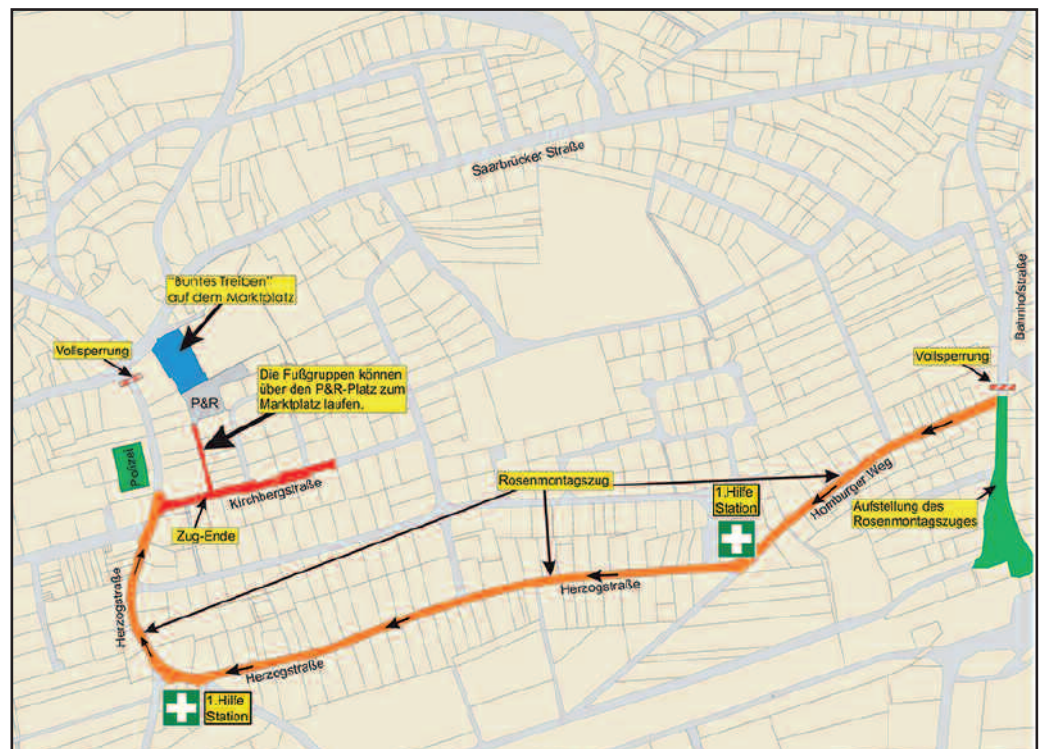 Saarbrücker Straße
Bahnhofstraße
"Buntes Treiben"
auf dem Marktplatz
Vollsperrung
Die Fußgruppen können
über den P&R-Platz zum
Marktplatz laufen.
P&R
Vollsperrung
Polizei
Kirchbergstraße
Zug-Ende
Rosenmontagszug
Homburger Weg
1.Hilfe
Station
Aufstellung des
Rosenmontagszuges
Herzogstraße
Herzogstraße
Herzogstraße
1.Hilfe
Station